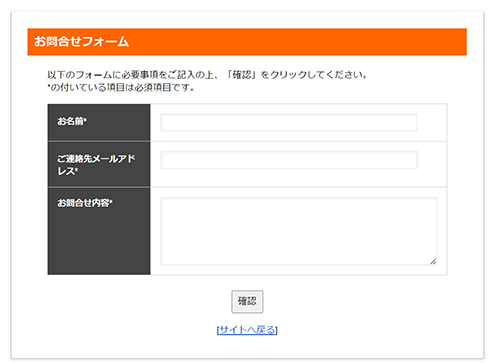 お問合せフォーム
以下のフォームに必要事項をご記入の上、「確認」をクリックしてください。
*の付いている項目は必須項目です。
お名前*
ご連絡先メールアド
レス*
お問合せ内容*
確認
[サイトへ戻る]